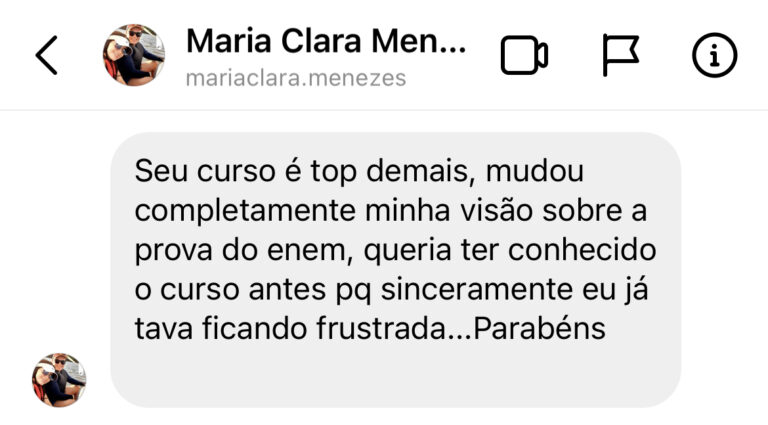 Maria Clara Men...
mariaclara.menezes
Seu curso é top demais, mudou
completamente minha visão sobre a
prova do enem, queria ter conhecido
o curso antes pq sinceramente eu já
tava ficando frustrada...Parabéns